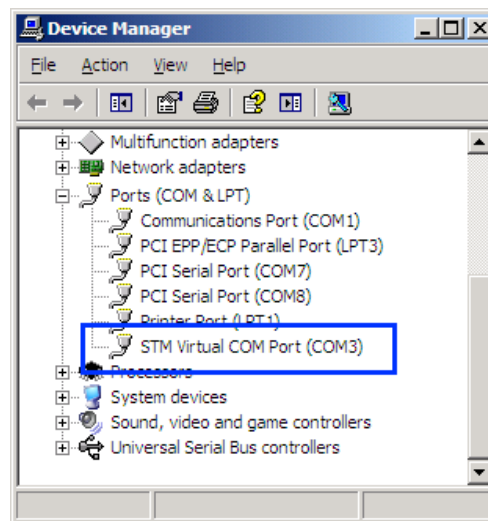 Device Manager
File Action View Help
Multifunction adapters
Network adapters
Ports (COM & LPT)
Communications Port (COM1)
PCI EPP/ECP Parallel Port (LPT3)
PCI Serial Port (COM7)
PCI Serial Port (COM8)
Printer Port (LPT1)
STM Virtual COM Port (COM3)
Processors
System devices
Sound, video and game controllers
Universal Serial Bus controllers